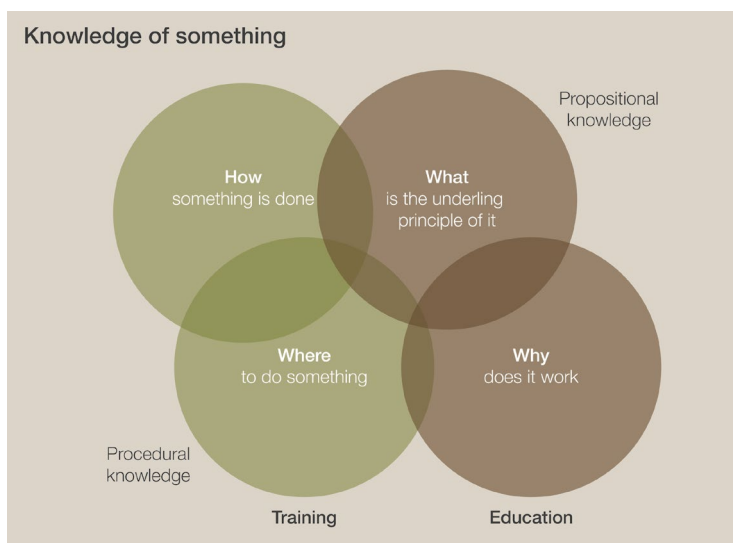 Knowledge of something
Propositional
knowledge
How
something is done
What
is the underling
principle of it
Where
to do something
Why
does it work
Procedural
knowledge
Training
Education